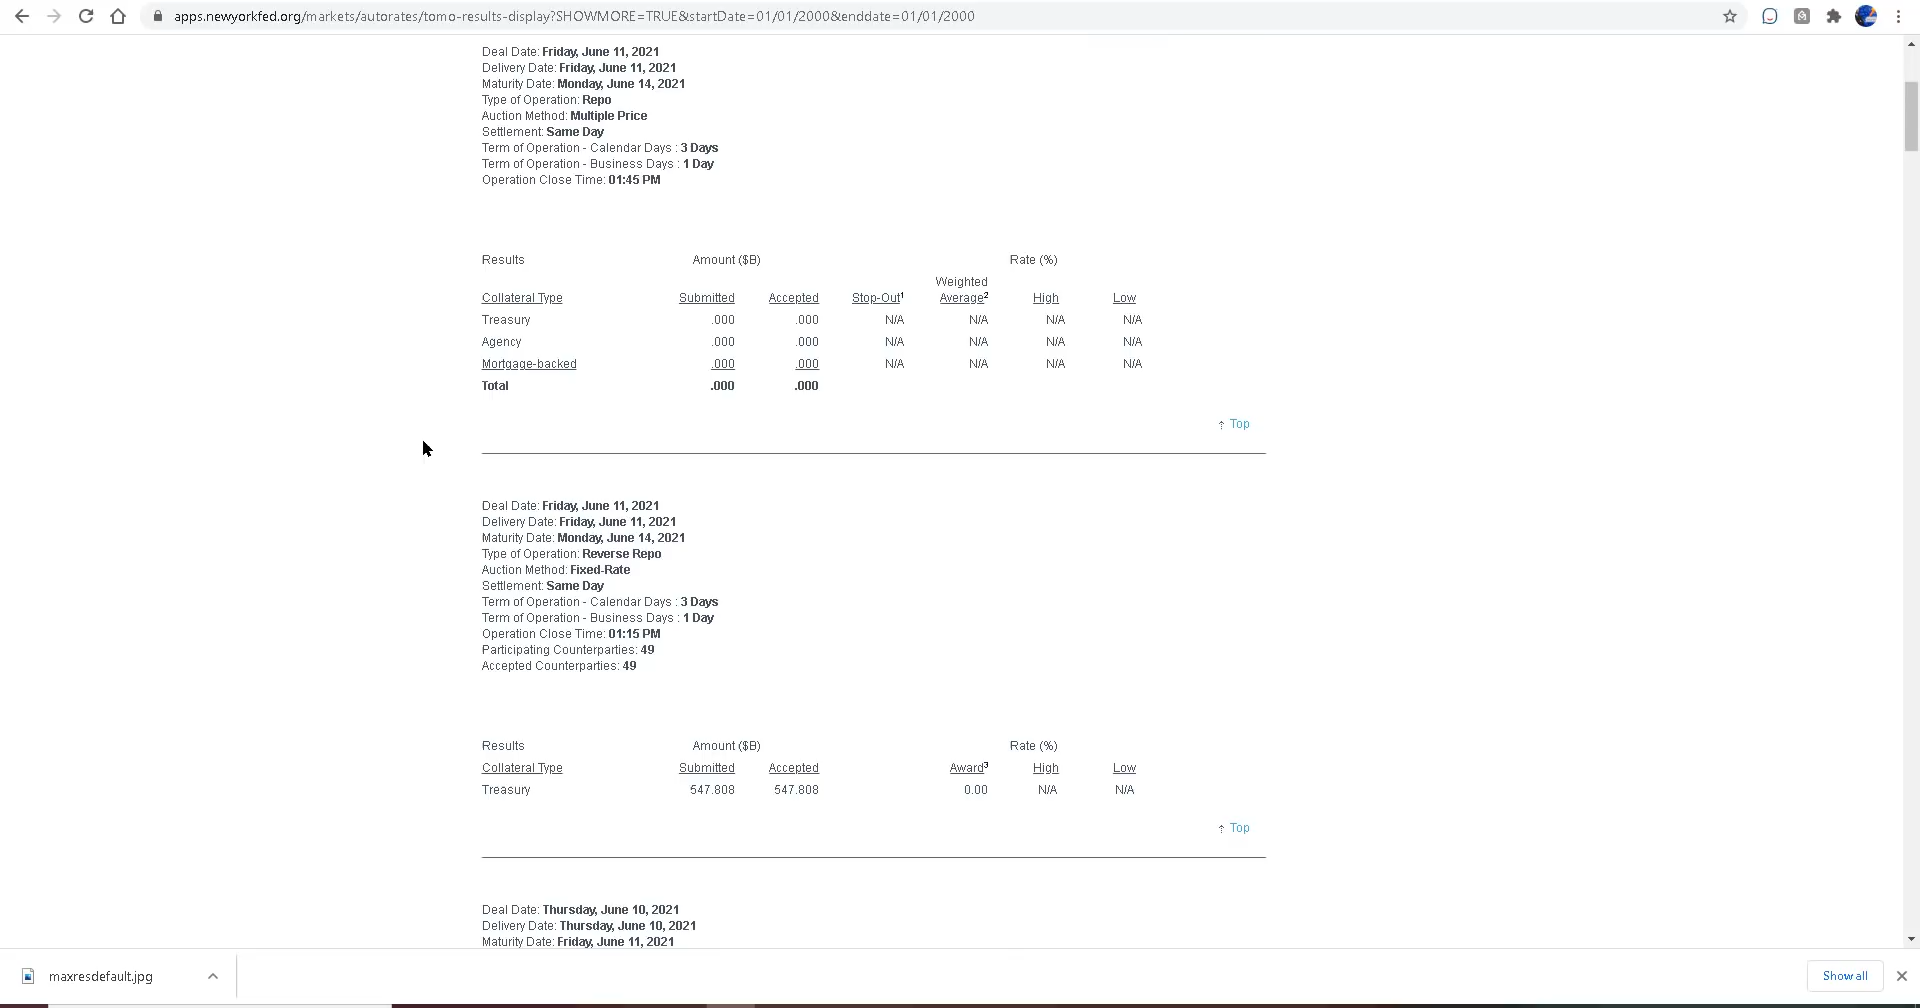 apps.newyorkfed.org/markets/autorates/tomo-results-display?SHOWMORE=TRUE&startDate=01/01/2000&enddate=01/01/2000
Deal Date: Friday, June 11, 2021
Delivery Date: Friday, June 11, 2021
Maturity Date: Monday, June 14, 2021
Type of Operation: Repo
Auction Method: Multiple Price
Settlement: Same Day
Term of Operation - Calendar Days : 3 Days
Term of Operation - Business Days : 1 Day
Operation Close Time: 01:45 PM
Results Amount ($B) Rate (%)
Collateral Type Submitted Accepted Stop-Out1 Weighted Average2 High Low
Treasury .000 .000 N/A N/A N/A N/A
Agency .000 .000 N/A N/A N/A N/A
Mortgage-backed .000 .000 N/A N/A N/A N/A
Total .000 .000
↑ Top
Deal Date: Friday, June 11, 2021
Delivery Date: Friday, June 11, 2021
Maturity Date: Monday, June 14, 2021
Type of Operation: Reverse Repo
Auction Method: Fixed-Rate
Settlement: Same Day
Term of Operation - Calendar Days : 3 Days
Term of Operation - Business Days : 1 Day
Operation Close Time: 01:15 PM
Participating Counterparties: 49
Accepted Counterparties: 49
Results Amount ($B) Rate (%)
Collateral Type Submitted Accepted Award3 High Low
Treasury 547.808 547.808 0.00 N/A N/A
↑ Top
Deal Date: Thursday, June 10, 2021
Delivery Date: Thursday, June 10, 2021
Maturity Date: Friday, June 11, 2021
maxresdefault.jpg Show all